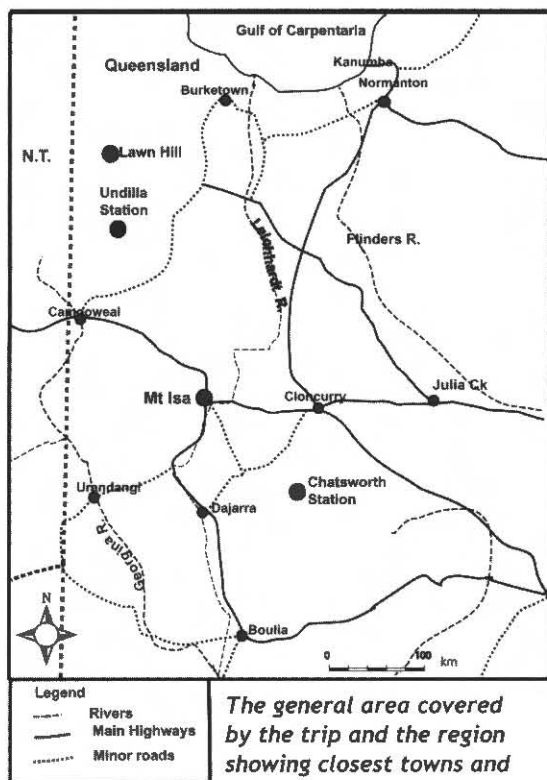 Gulf of Carpentaria
Kanumba
Queensland
Normanton
Burketown
N.T.
Lawn Hill
Undilla
Station
Leichhardt R.
Flinders R.
Camooweal
Mt Isa
Cloncurry
Julia Ck
Urandangi
Chatsworth
Station
Dajarra
Georgina R.
N
Boulia
0 100
km
Legend
Rivers
Main Highways
Minor roads
The general area covered
by the trip and the region
showing closest towns and